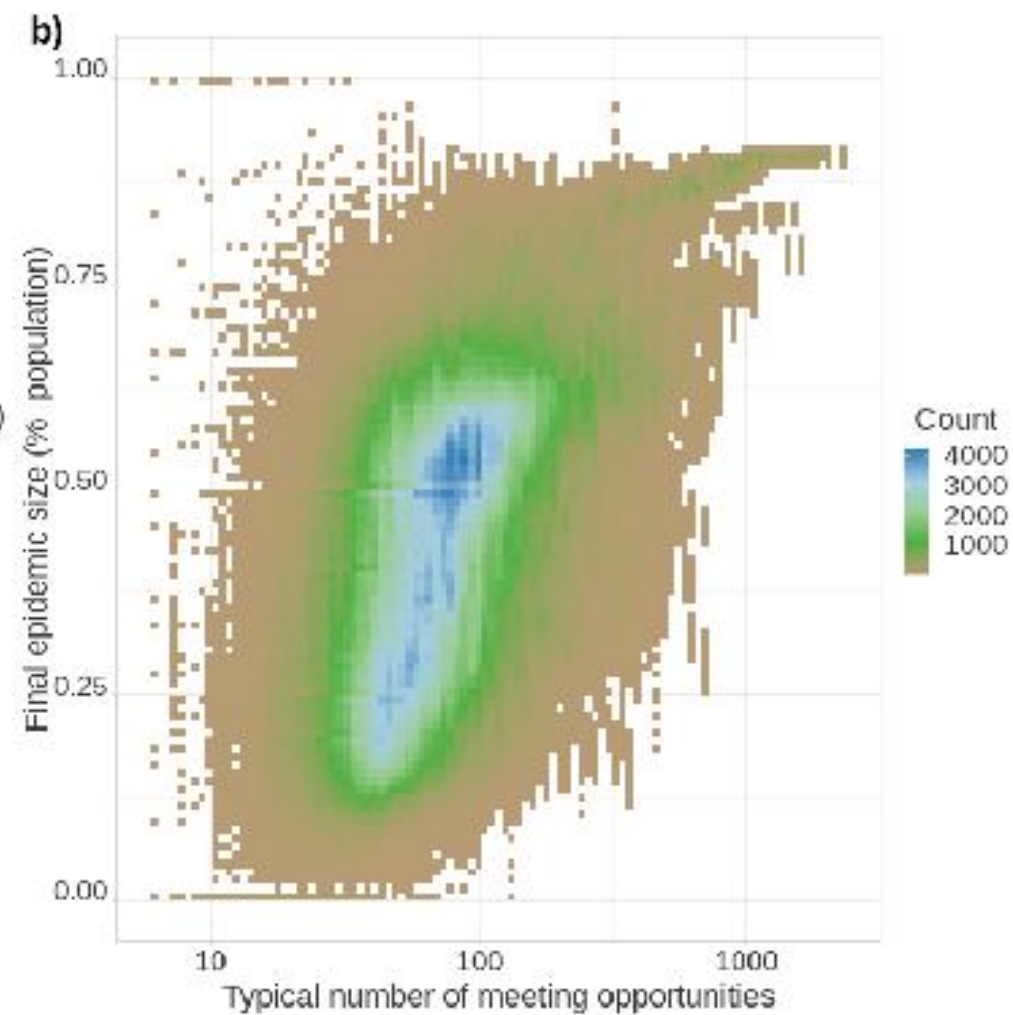 b)
1.00
0.75
0.50
0.25
0.00
Final epidemic size (% population)
10 100 1000
Typical number of meeting opportunities
Count
4000
3000
2000
1000